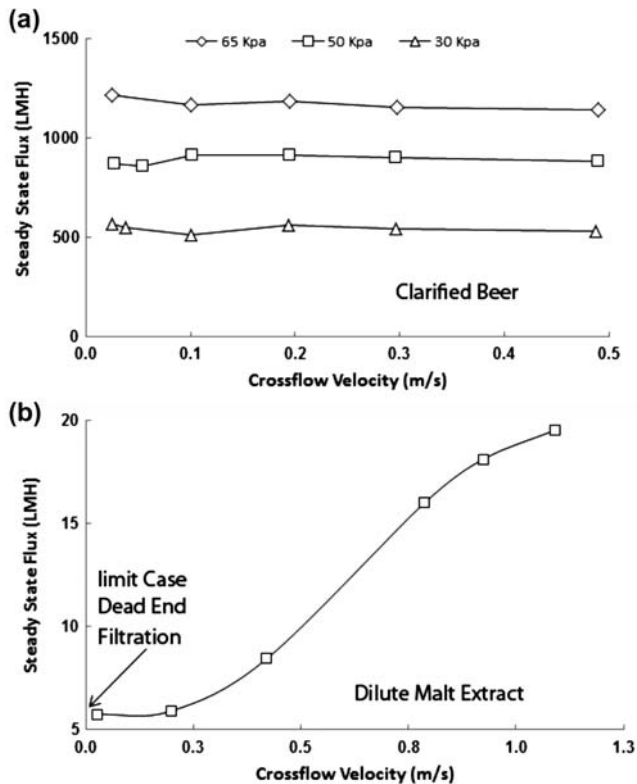 (a)
1500
65 Kpa 50 Kpa 30 Kpa
1000
500
0
Steady State Flux (LMH)
Clarified Beer
0.0 0.1 0.2 0.3 0.4 0.5
Crossflow Velocity (m/s)
(b)
20
15
10
5
Steady State Flux (LMH)
limit Case
Dead End
Filtration
Dilute Malt Extract
0.0 0.3 0.5 0.8 1.0 1.3
Crossflow Velocity (m/s)